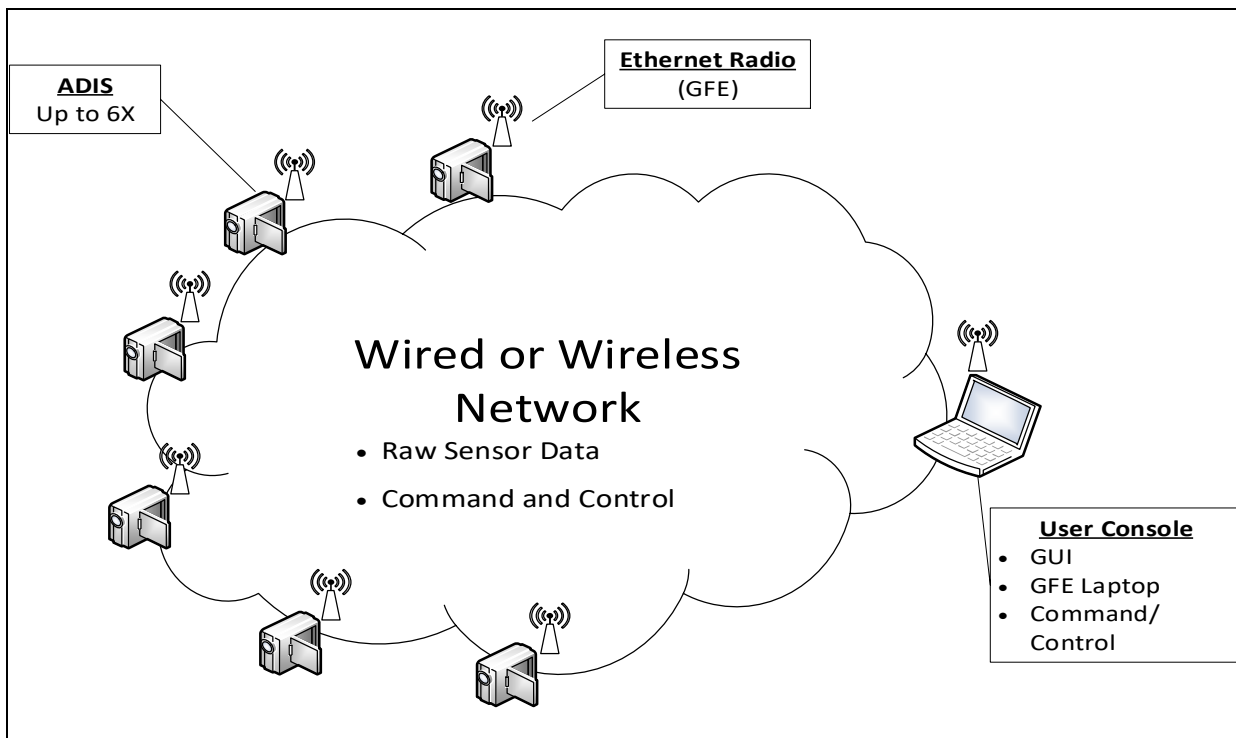 ADIS
Up to 6X
Ethernet Radio
(GFE)
Wired or Wireless
Network
• Raw Sensor Data
• Command and Control
User Console
• GUI
• GFE Laptop
• Command/
Control